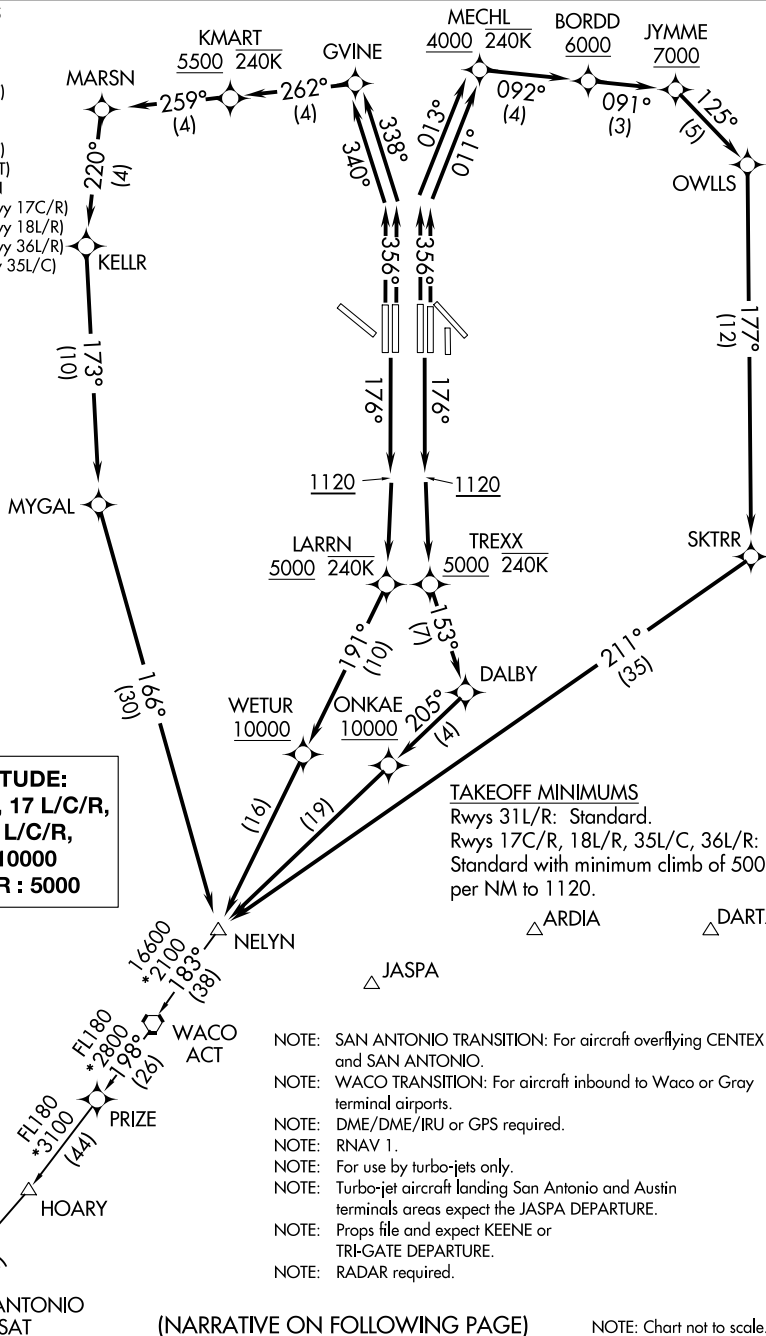 MECHL
4000 240K
BORDD
6000
JYMME
7000
KMART
5500 240K
GVINE
MARSN
259°
(4)
262°
(4)
092°
(4)
091°
(3)
125°
(5)
OWLLS
220°
(4)
KELLR
340°
338°
013°
011°
)
)
T)
yy 17C/R)
yy 18L/R)
yy 36L/R)
35L/C)
356°
356°
173°
(10)
177°
(12)
176°
176°
1120
1120
MYGAL
LARRN
5000 240K
TREXX
5000 240K
SKTRR
191°
(10)
153°
(7)
DALBY
211°
(35)
166°
(30)
WETUR
10000
ONKAE
10000
205°
(4)
(16)
(19)
TUDE:
, 17 L/C/R,
L/C/R,
10000
R : 5000
TAKEOFF MINIMUMS
Rwys 31L/R: Standard.
Rwys 17C/R, 18L/R, 35L/C, 36L/R:
Standard with minimum climb of 500
per NM to 1120.
NELYN
ARDIA
DART
JASPA
16600
*2100
183°
(38)
WACO
ACT
FL180
*2800
198°
(26)
PRIZE
FL180
*3100
(44)
HOARY
NOTE: SAN ANTONIO TRANSITION: For aircraft overflying CENTEX
and SAN ANTONIO.
NOTE: WACO TRANSITION: For aircraft inbound to Waco or Gray
terminal airports.
NOTE: DME/DME/IRU or GPS required.
NOTE: RNAV 1.
NOTE: For use by turbo-jets only.
NOTE: Turbo-jet aircraft landing San Antonio and Austin
terminals areas expect the JASPA DEPARTURE.
NOTE: Props file and expect KEENE or
TRI-GATE DEPARTURE.
NOTE: RADAR required.
ANTONIO
SAT
(NARRATIVE ON FOLLOWING PAGE)
NOTE: Chart not to scale.